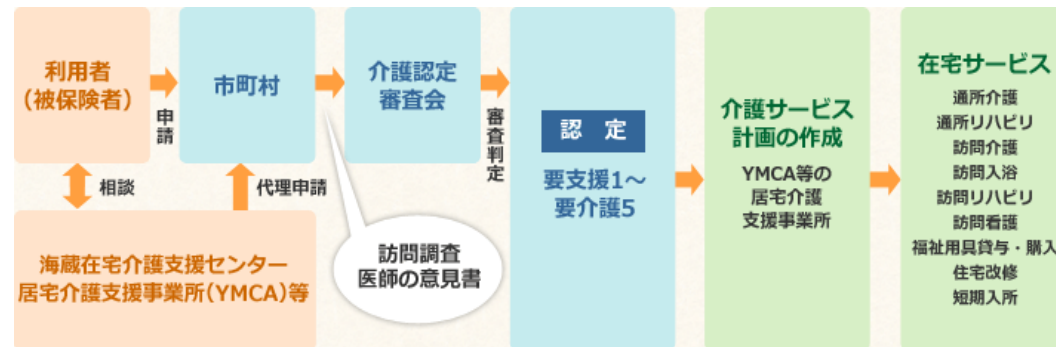 利用者
(被保険者)
申請
市町村
介護認定
審査会
審査判定
認 定
要支援1～
要介護5
介護サービス
計画の作成
YMCA等の
居宅介護
支援事業所
在宅サービス
通所介護
通所リハビリ
訪問介護
訪問入浴
訪問リハビリ
訪問看護
福祉用具貸与・購入
住宅改修
短期入所
相談
代理申請
海蔵在宅介護支援センター
居宅介護支援事業所(YMCA)等
訪問調査
医師の意見書